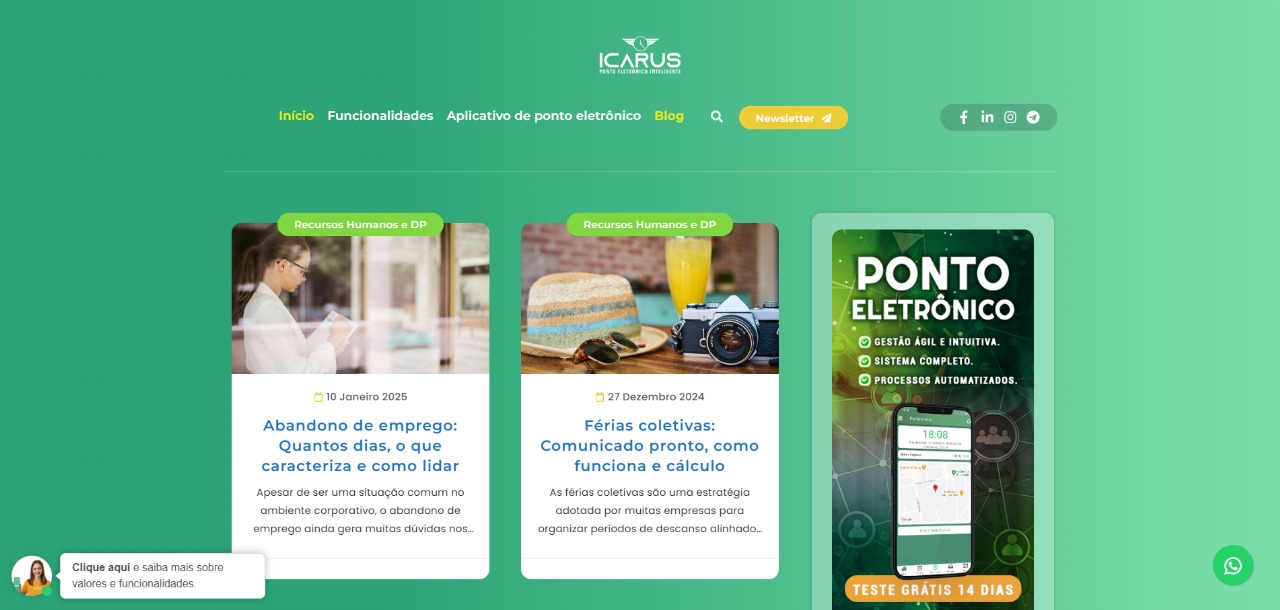 ICARUS
PONTO ELETRÔNICO INTELIGENTE
Início Funcionalidades Aplicativo de ponto eletrônico Blog Newsletter
Recursos Humanos e DP
10 Janeiro 2025
Abandono de emprego:
Quantos dias, o que
caracteriza e como lidar
Apesar de ser uma situação comum no
ambiente corporativo, o abandono de
emprego ainda gera muitas dúvidas nos...
Recursos Humanos e DP
27 Dezembro 2024
Férias coletivas:
Comunicado pronto, como
funciona e cálculo
As férias coletivas são uma estratégia
adotada por muitas empresas para
organizar períodos de descanso alinhado...
PONTO
ELETRÔNICO
GESTÃO ÁGIL E INTUITIVA.
SISTEMA COMPLETO.
PROCESSOS AUTOMATIZADOS.
18:08
TESTE GRÁTIS 14 DIAS
Clique aqui e saiba mais sobre
valores e funcionalidades.